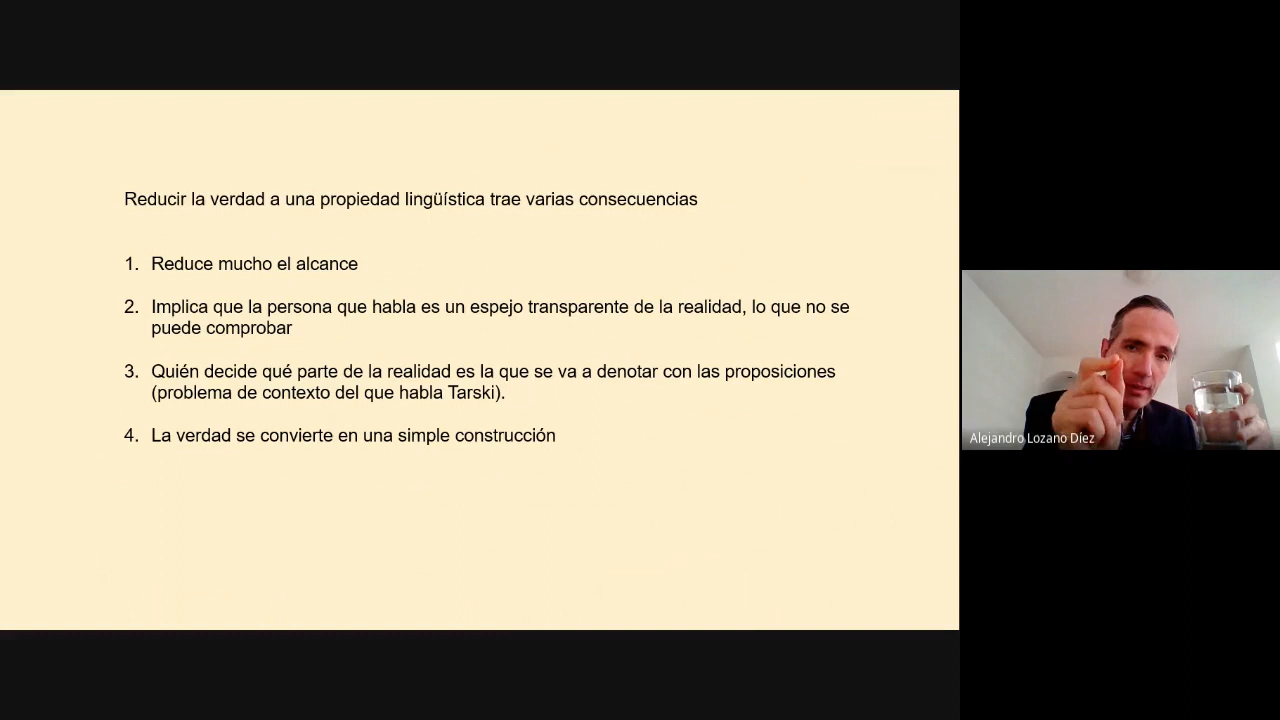 Reducir la verdad a una propiedad lingüística trae varias consecuencias
1. Reduce mucho el alcance
2. Implica que la persona que habla es un espejo transparente de la realidad, lo que no se
puede comprobar
3. Quién decide qué parte de la realidad es la que se va a denotar con las proposiciones
(problema de contexto del que habla Tarski).
4. La verdad se convierte en una simple construcción
Alejandro Lozano Díez